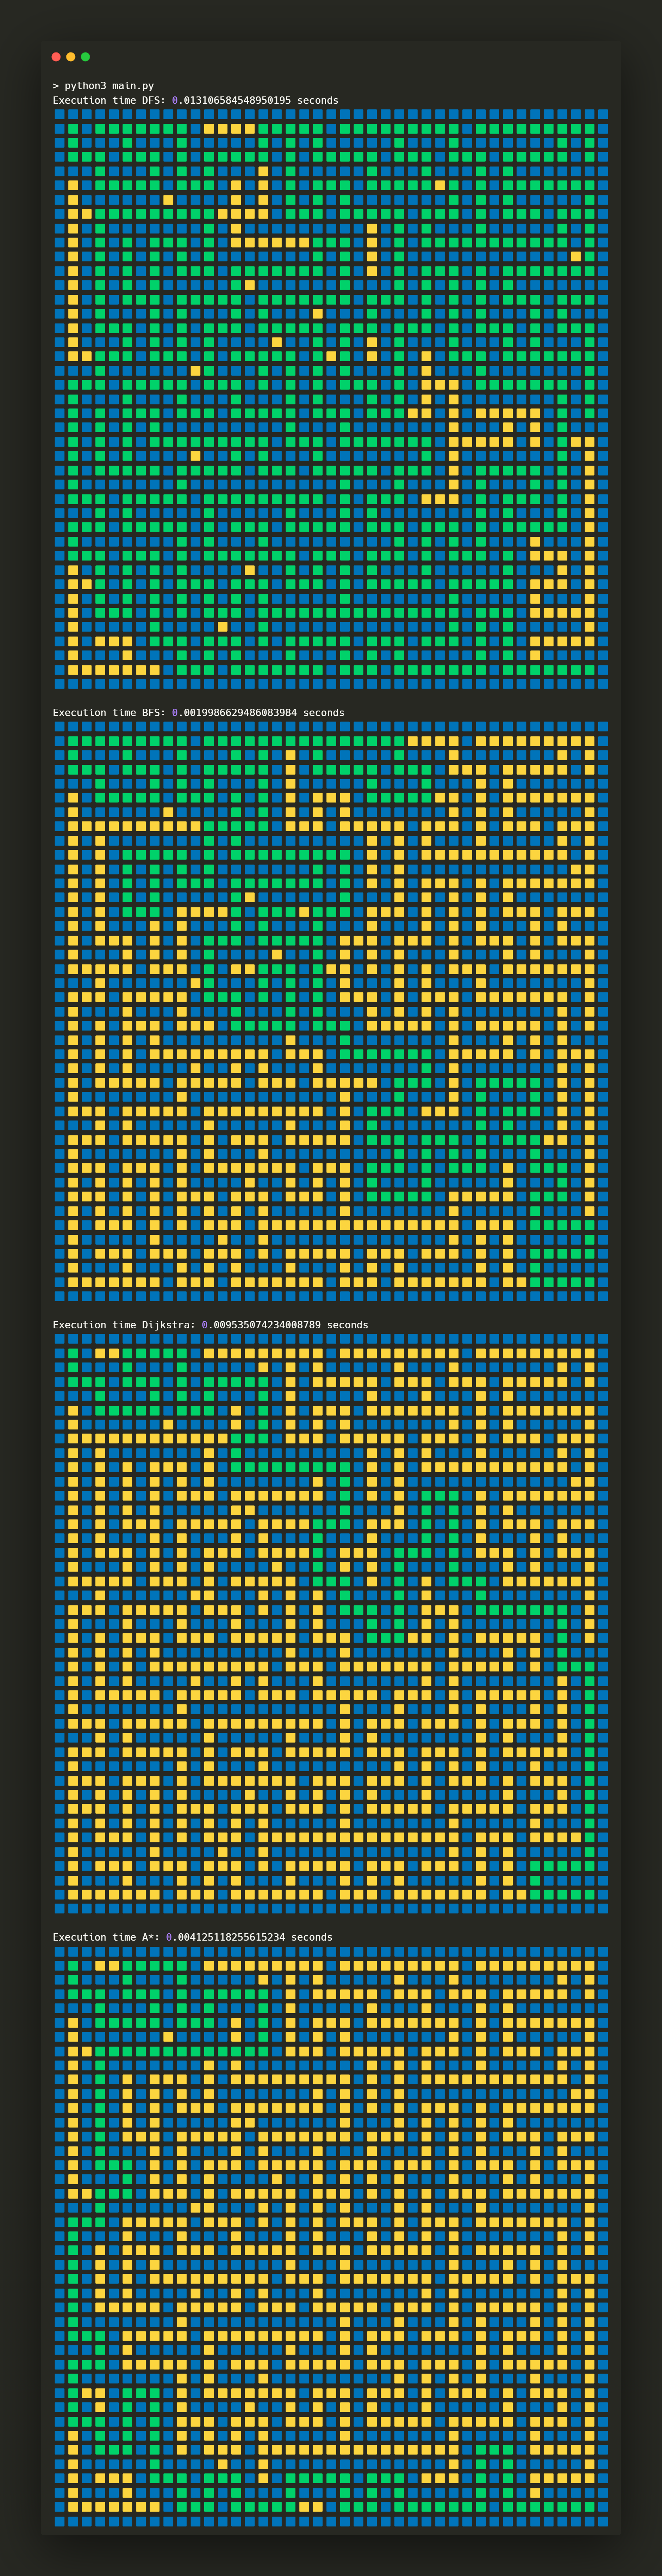 > python3 main.py
Execution time DFS: 0.013106584548950195 seconds
Execution time BFS: 0.0019986629486083984 seconds
Execution time Dijkstra: 0.009535074234008789 seconds
Execution time A*: 0.004125118255615234 seconds